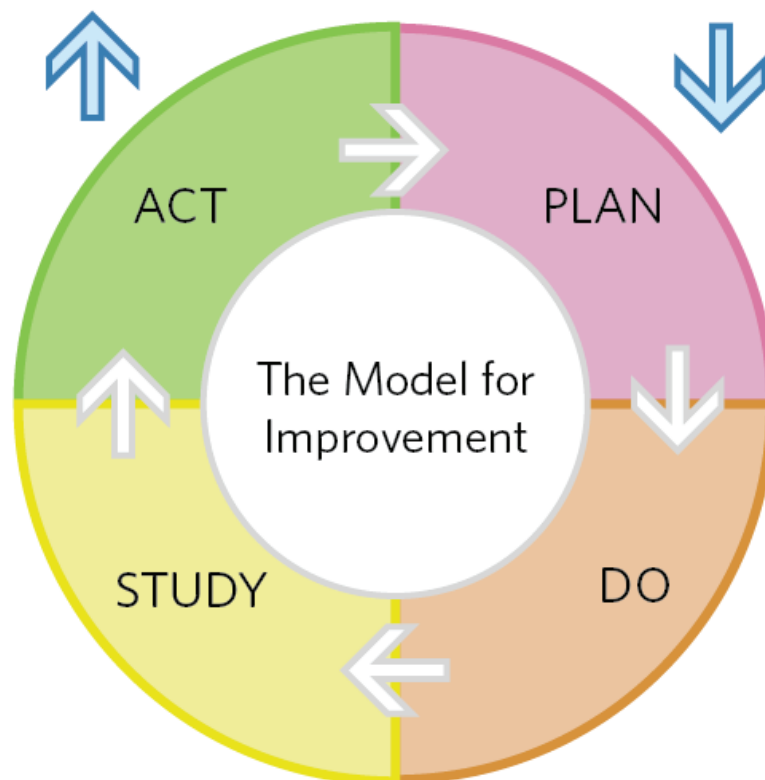 ACT
PLAN
The Model for
Improvement
STUDY
DO